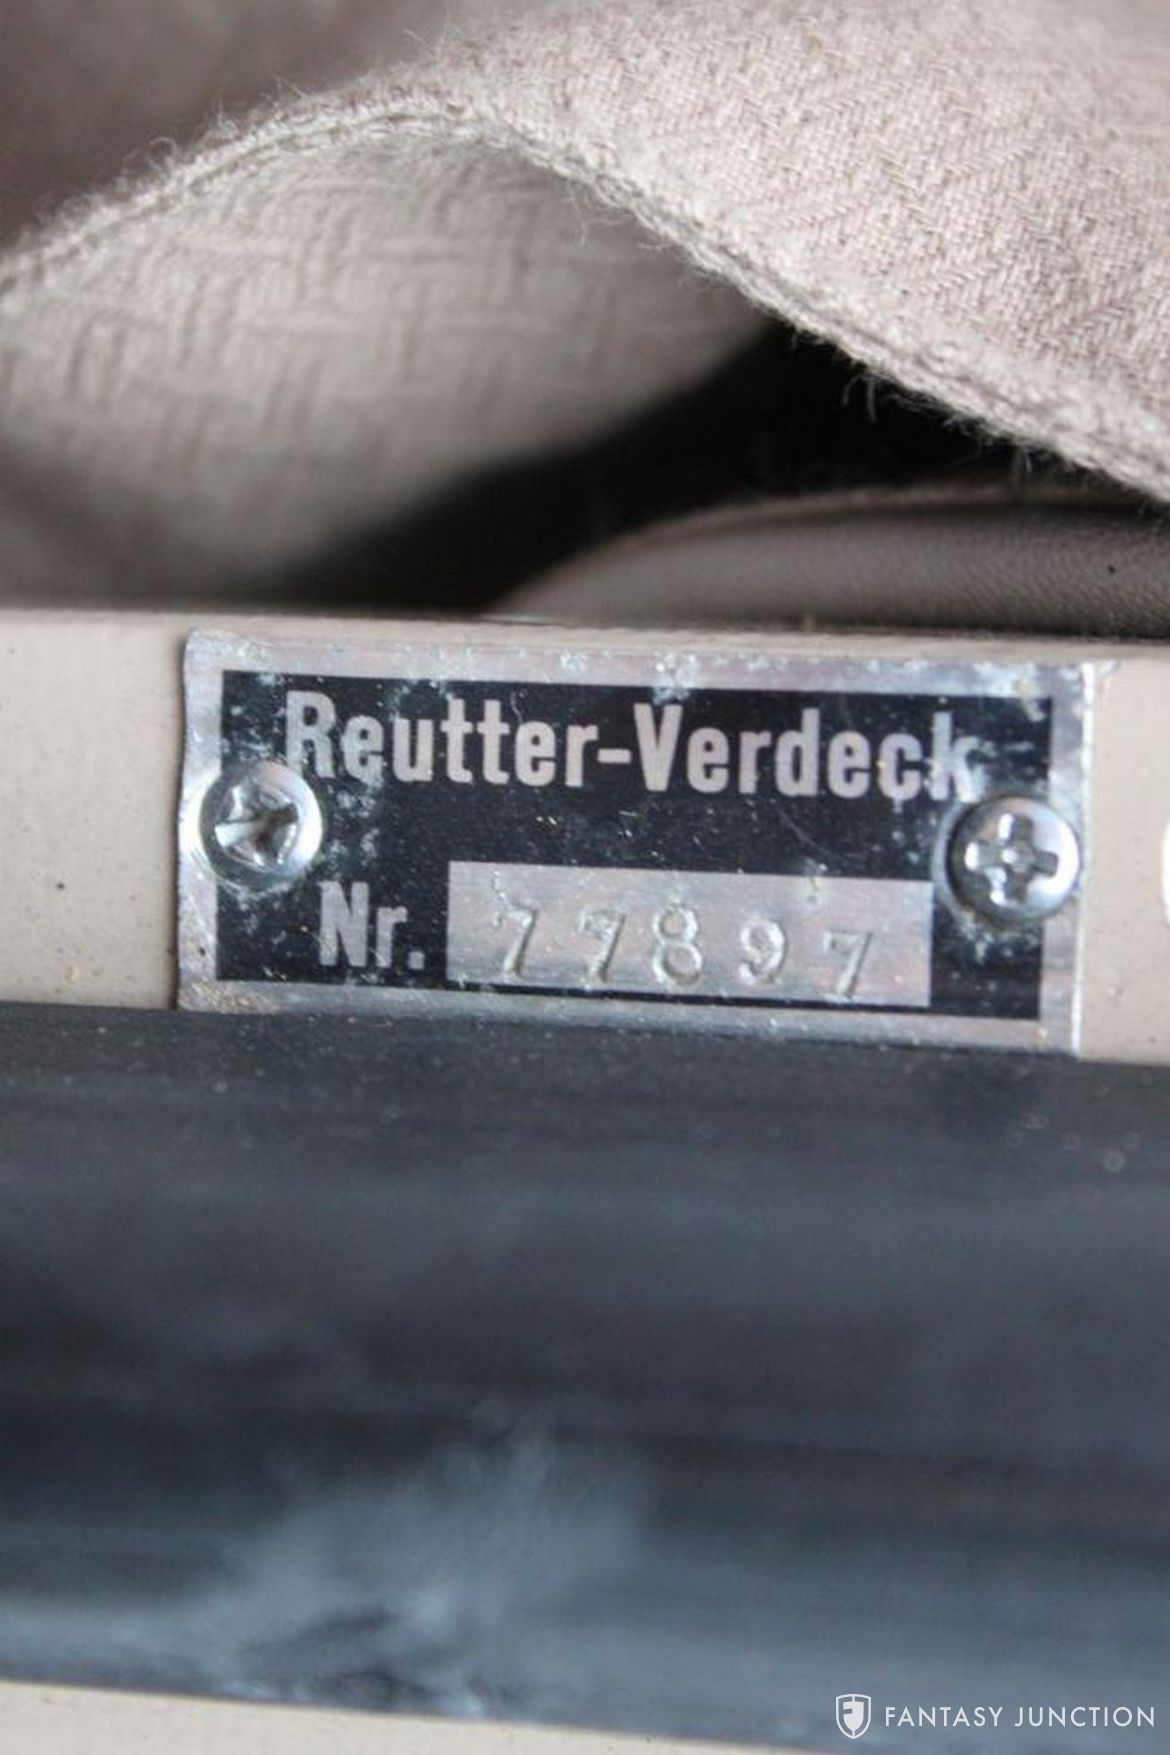 Reutter-Verdeck
Nr. 77897
FANTASY JUNCTION